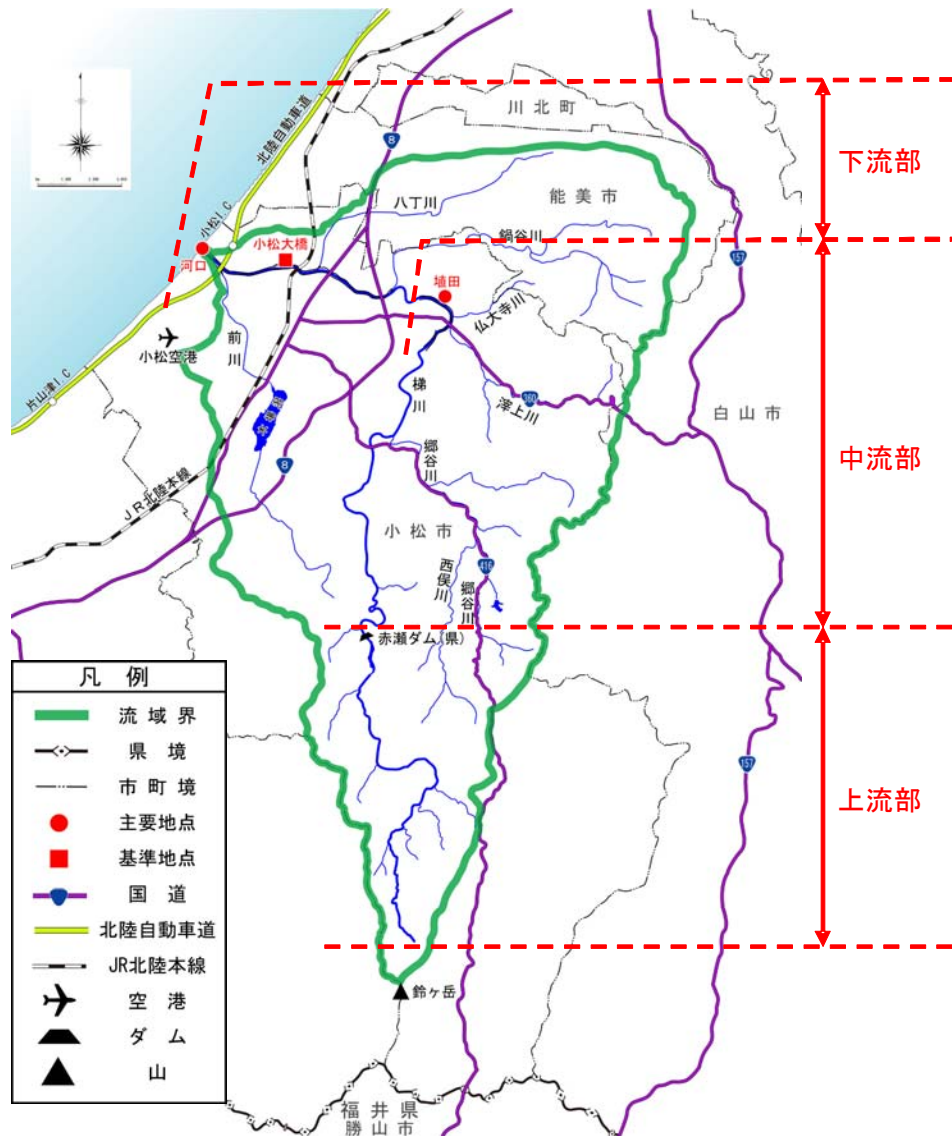 川北町
下流部
北陸自動車道
8
能美市
八丁川
小松I.C
小松大橋
鍋谷川
河口
157
埴田
仏大寺川
前川
小松空港
梯川
360
滓上川
片山津I.C
白山市
郷谷川
中流部
8
JR北陸本線
小松市
西俣川
416
郷谷川
赤瀬ダム(県)
凡例
流域界
県境
市町境
主要地点
基準地点
国道
北陸自動車道
JR北陸本線
空港
ダム
山
157
上流部
鈴ヶ岳
福井県
勝山市